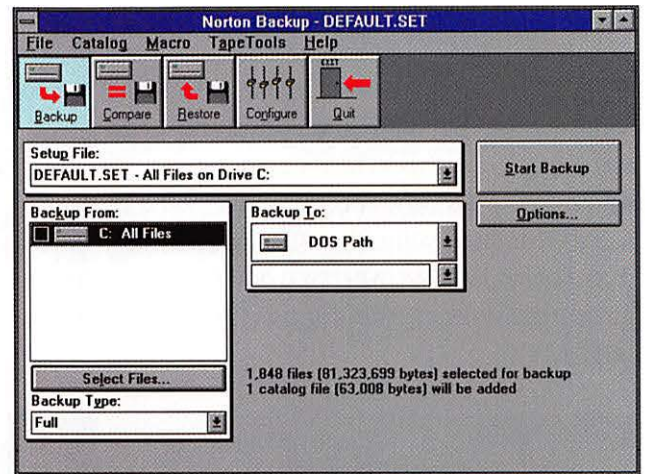 Norton Backup - DEFAULT.SET
File Catalog Macro TapeTools Help
EXIT
Backup Compare Restore Configure Quit
Setup File:
DEFAULT.SET - All Files on Drive C:
Start Backup
Options...
Backup From:
C: All Files
Backup To:
DOS Path
Select Files...
1,848 files (81,323,699 bytes) selected for backup
1 catalog file (63,008 bytes) will be added
Backup Type:
Full